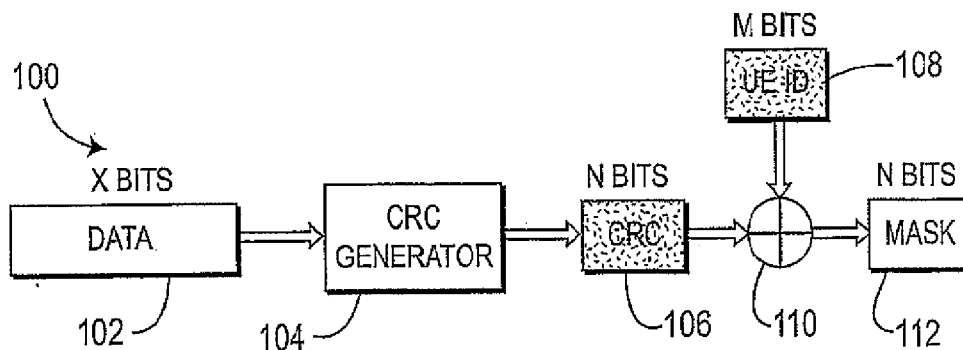 M BITS
100
UE ID
108
X BITS
N BITS
N BITS
DATA
CRC
GENERATOR
CRC
MASK
102
104
106
110
112